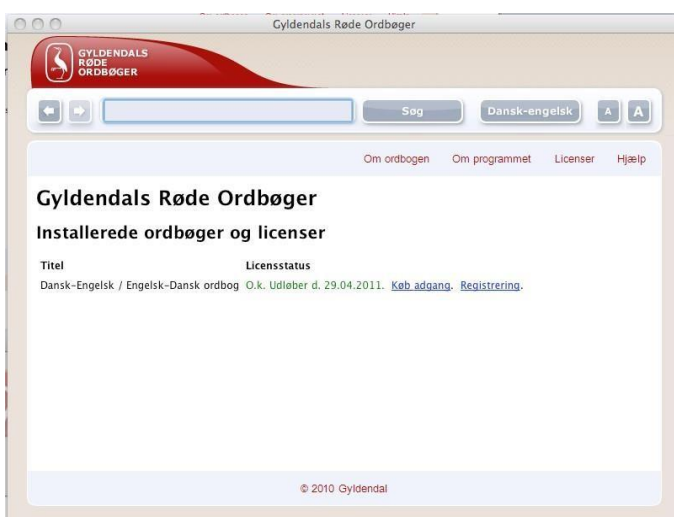 Gyldendals Røde Ordbøger
GYLDENDALS
RØDE
ORDBØGER
Søg
Dansk-engelsk
A
A
Om ordbogen Om programmet Licenser Hjælp
Gyldendals Røde Ordbøger
Installerede ordbøger og licenser
Titel Licensstatus
Dansk-Engelsk / Engelsk-Dansk ordbog O.k. Udløber d. 29.04.2011. Køb adgang. Registrering.
© 2010 Gyldendal